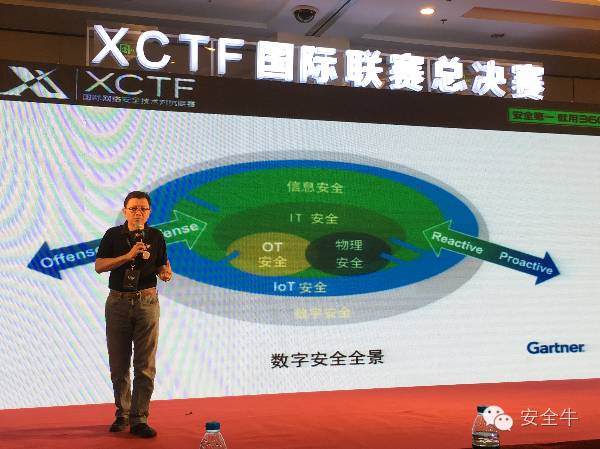 XCTF国际联赛总决赛
XCTF
国际网络安全技术对抗联赛
安全第一 就用360
信息安全
IT 安全
OT
安全
物理
安全
Offense
ense
Reactive Proactive
IoT 安全
数字安全
数字安全全景
Gartner
安全牛